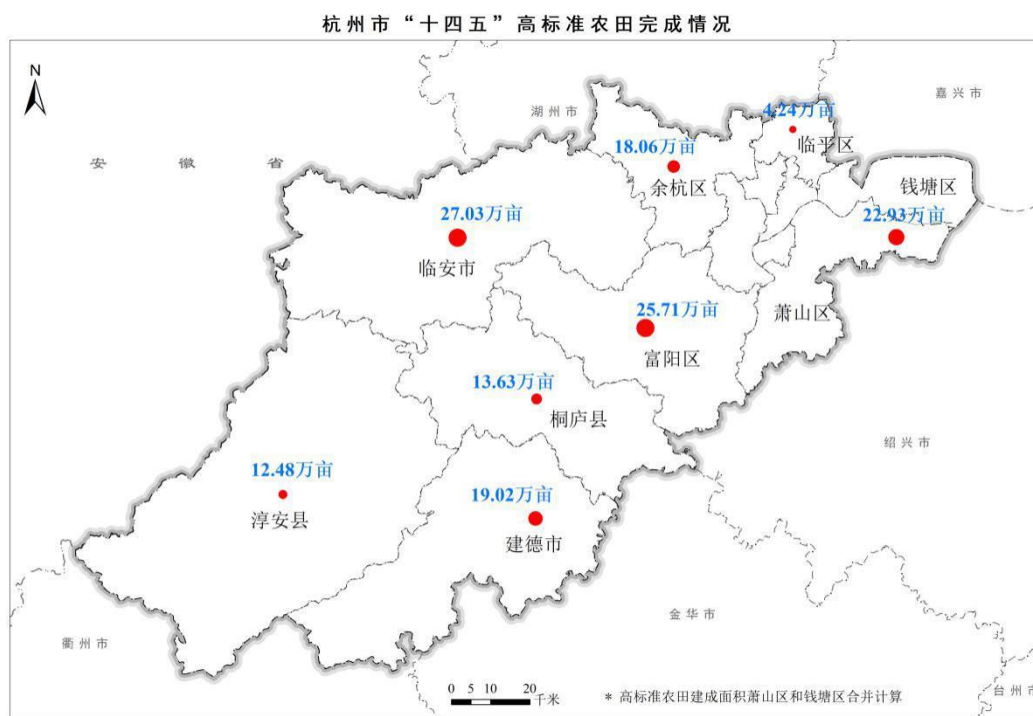 杭州市“十四五”高标准农田完成情况
N
嘉兴市
湖州市
4.24万亩
临平区
18.06万亩
余杭区
安徽省
钱塘区
22.93万亩
27.03万亩
临安市
萧山区
25.71万亩
富阳区
13.63万亩
桐庐县
绍兴市
12.48万亩
淳安县
19.02万亩
建德市
金华市
衢州市
台州市
0 5 10 20
千米
* 高标准农田建成面积萧山区和钱塘区合并计算